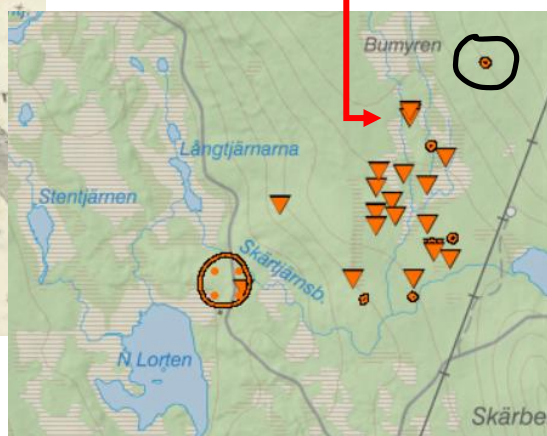 Bumyren
Långtjärnarna
Stentjärnen
Skärtjärnsb.
N Lorten
Skärbe